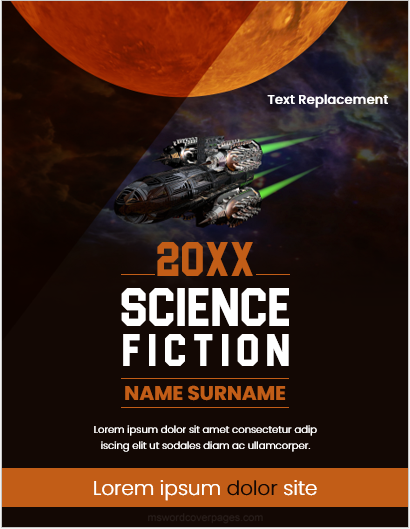 Text Replacement
20XX
SCIENCE
FICTION
NAME SURNAME
Lorem ipsum dolor sit amet consectetur adip
iscing elit ut sodales diam ac ullamcorper.
Lorem ipsum dolor site
mswordcoverpages.com